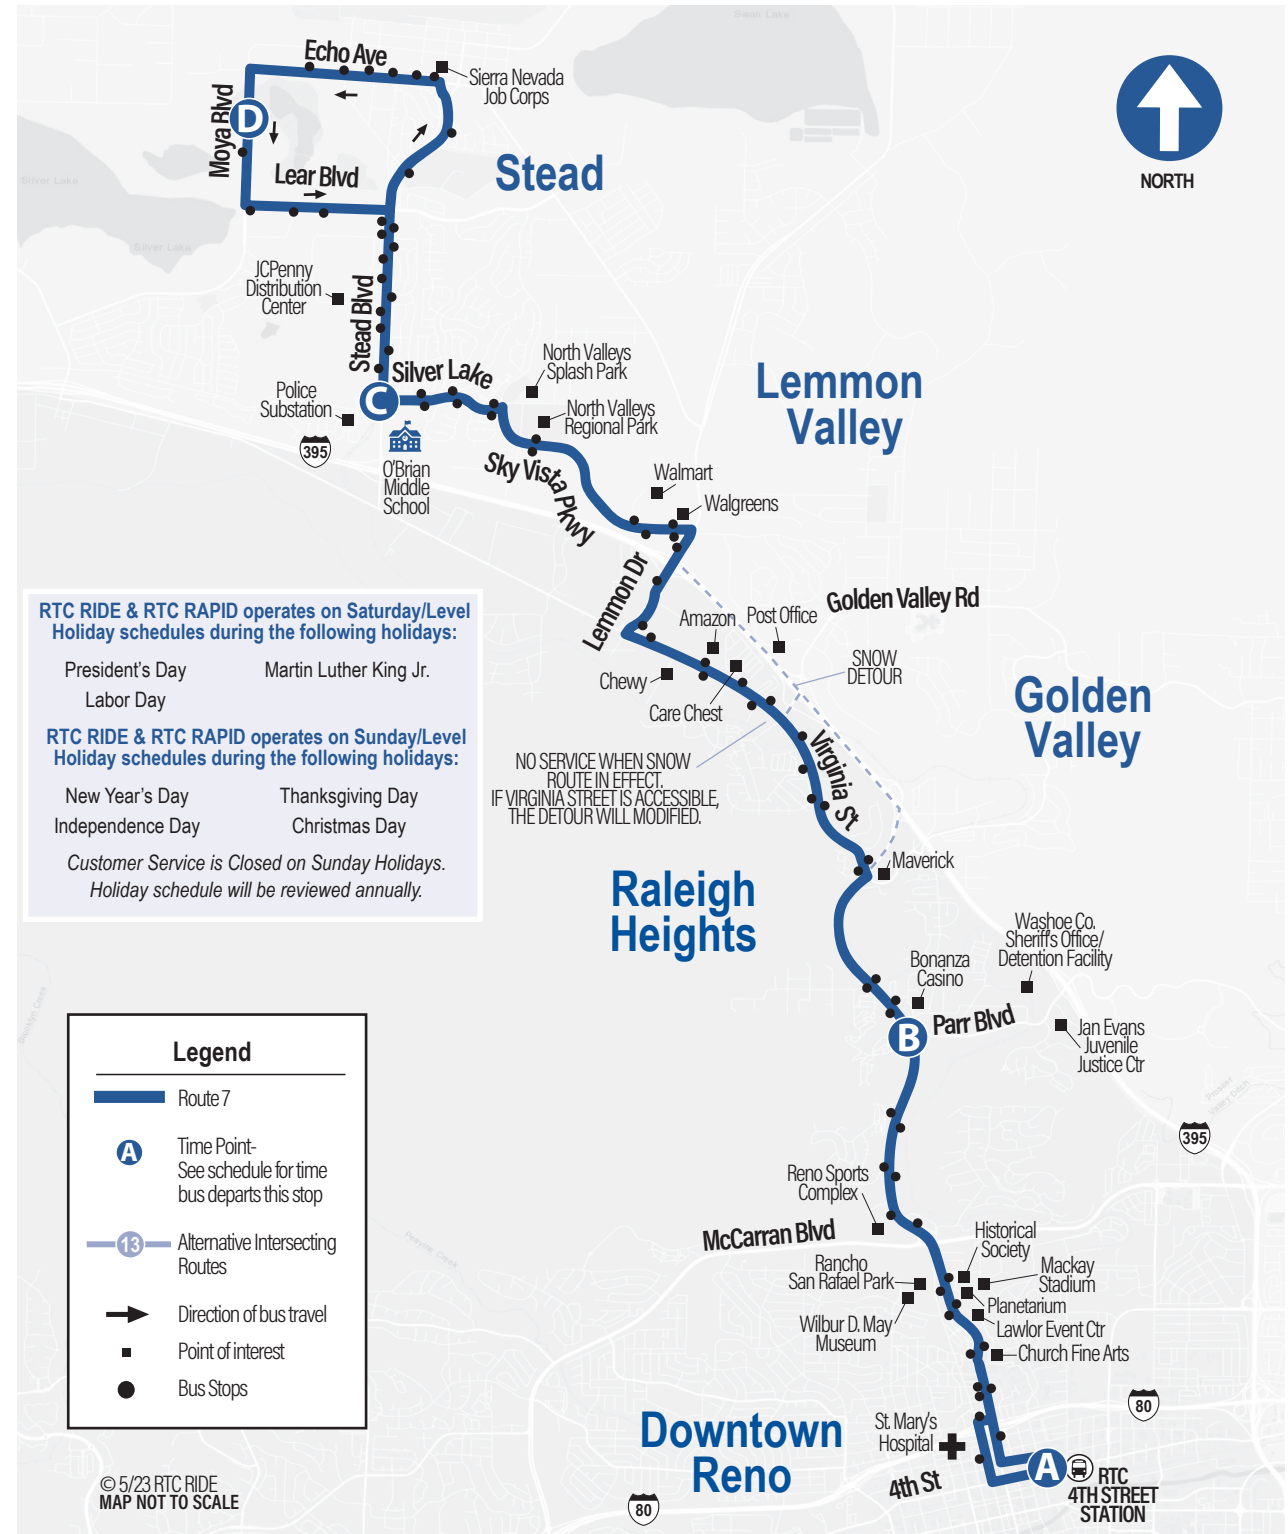 Swan Lake
Echo Ave
Sierra Nevada
Job Corps
Moya Blvd
D
Lear Blvd
Stead
NORTH
Silver Lake
Silver Lake
JCPenny
Distribution
Center
Stead Blvd
Silver Lake
North Valleys
Splash Park
Lemmon
Valley
Police
Substation
C
North Valleys
Regional Park
395
O'Brian
Middle
School
Sky Vista Pkwy
Walmart
Walgreens
Lemmon Dr
Golden Valley Rd
Amazon
Post Office
SNOW
DETOUR
Chewy
Care Chest
Golden
Valley
Virginia St
NO SERVICE WHEN SNOW
ROUTE IN EFFECT.
IF VIRGINIA STREET IS ACCESSIBLE,
THE DETOUR WILL MODIFIED.
RTC RIDE & RTC RAPID operates on Saturday/Level
Holiday schedules during the following holidays:
President's Day
Martin Luther King Jr.
Labor Day
RTC RIDE & RTC RAPID operates on Sunday/Level
Holiday schedules during the following holidays:
New Year's Day
Thanksgiving Day
Independence Day
Christmas Day
Customer Service is Closed on Sunday Holidays.
Holiday schedule will be reviewed annually.
Maverick
Raleigh
Heights
Washoe Co.
Sheriff's Office/
Detention Facility
Bonanza
Casino
B
Parr Blvd
Jan Evans
Juvenile
Justice Ctr
395
Reno Sports
Complex
McCarran Blvd
Historical
Society
Rancho
San Rafael Park
Mackay
Stadium
Planetarium
Wilbur D. May
Museum
Lawlor Event Ctr
Church Fine Arts
80
Downtown
Reno
St. Mary's
Hospital
4th St
A
RTC
4TH STREET
STATION
80
Peavine Creek
Legend
Route 7
A
Time Point-
See schedule for time
bus departs this stop
13
Alternative Intersecting
Routes
Direction of bus travel
Point of interest
Bus Stops
© 5/23 RTC RIDE
MAP NOT TO SCALE